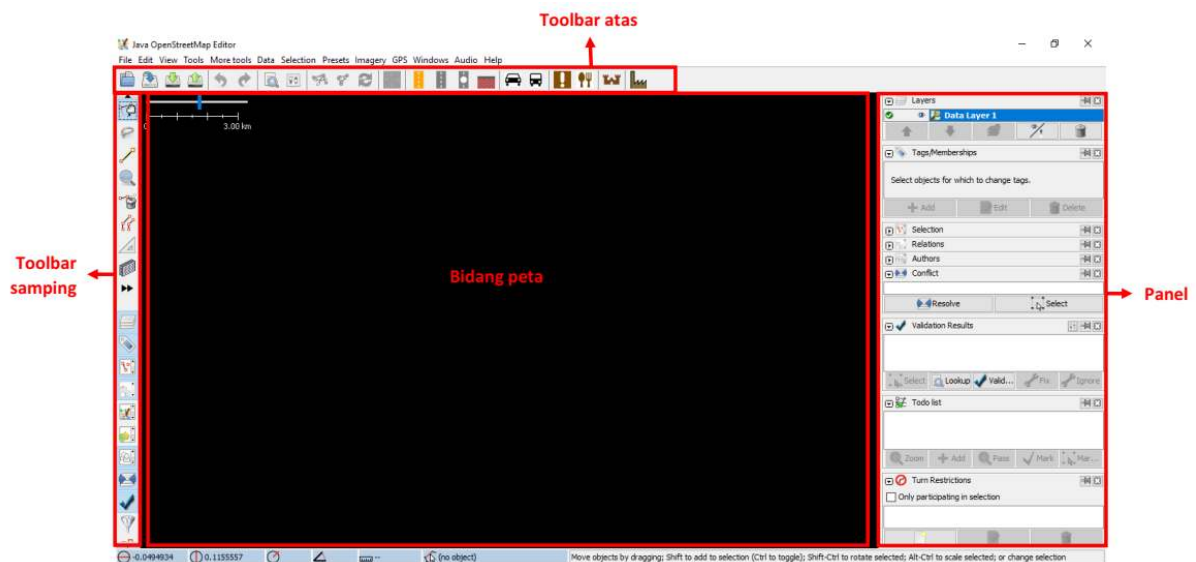 Toolbar atas
Java OpenStreetMap Editor
File Edit View Tools More tools Data Selection Presets Imagery GPS Windows Audio Help
0 3.00 km
Toolbar
samping
Bidang peta
Panel
Layers
Data Layer 1
Tags/Memberships
Select objects for which to change tags.
Add Edit Delete
Selection
Relations
Authors
Conflict
Resolve Select
Validation Results
Select Lookup Valid... Fix Ignore
Todo list
Zoom Add Pass Mark Mar...
Turn Restrictions
Only participating in selection
-0.0494934 0.1155557 -- (no object) Move objects by dragging; Shift to add to selection (Ctrl to toggle); Shift-Ctrl to rotate selected; Alt-Ctrl to scale selected; or change selection